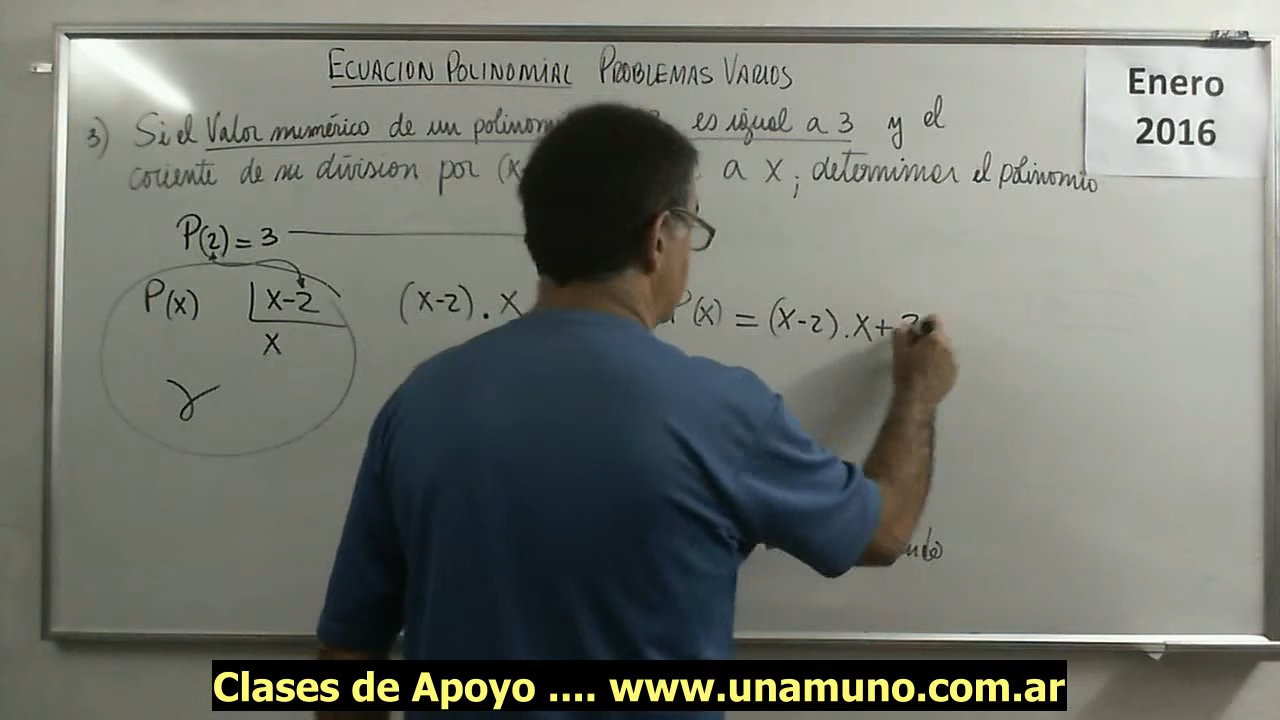 ECUACION POLINOMIAL PROBLEMAS VARIOS
Enero
2016
3) Si el Valor numérico de un polinom es igual a 3 y el
cociente de su division por (x a X; determinar el polinomio
P(2) = 3
P(x) | x-2
(x-2) . X
P(x) = (x-2) . x +
x
r
Clases de Apoyo .... www.unamuno.com.ar